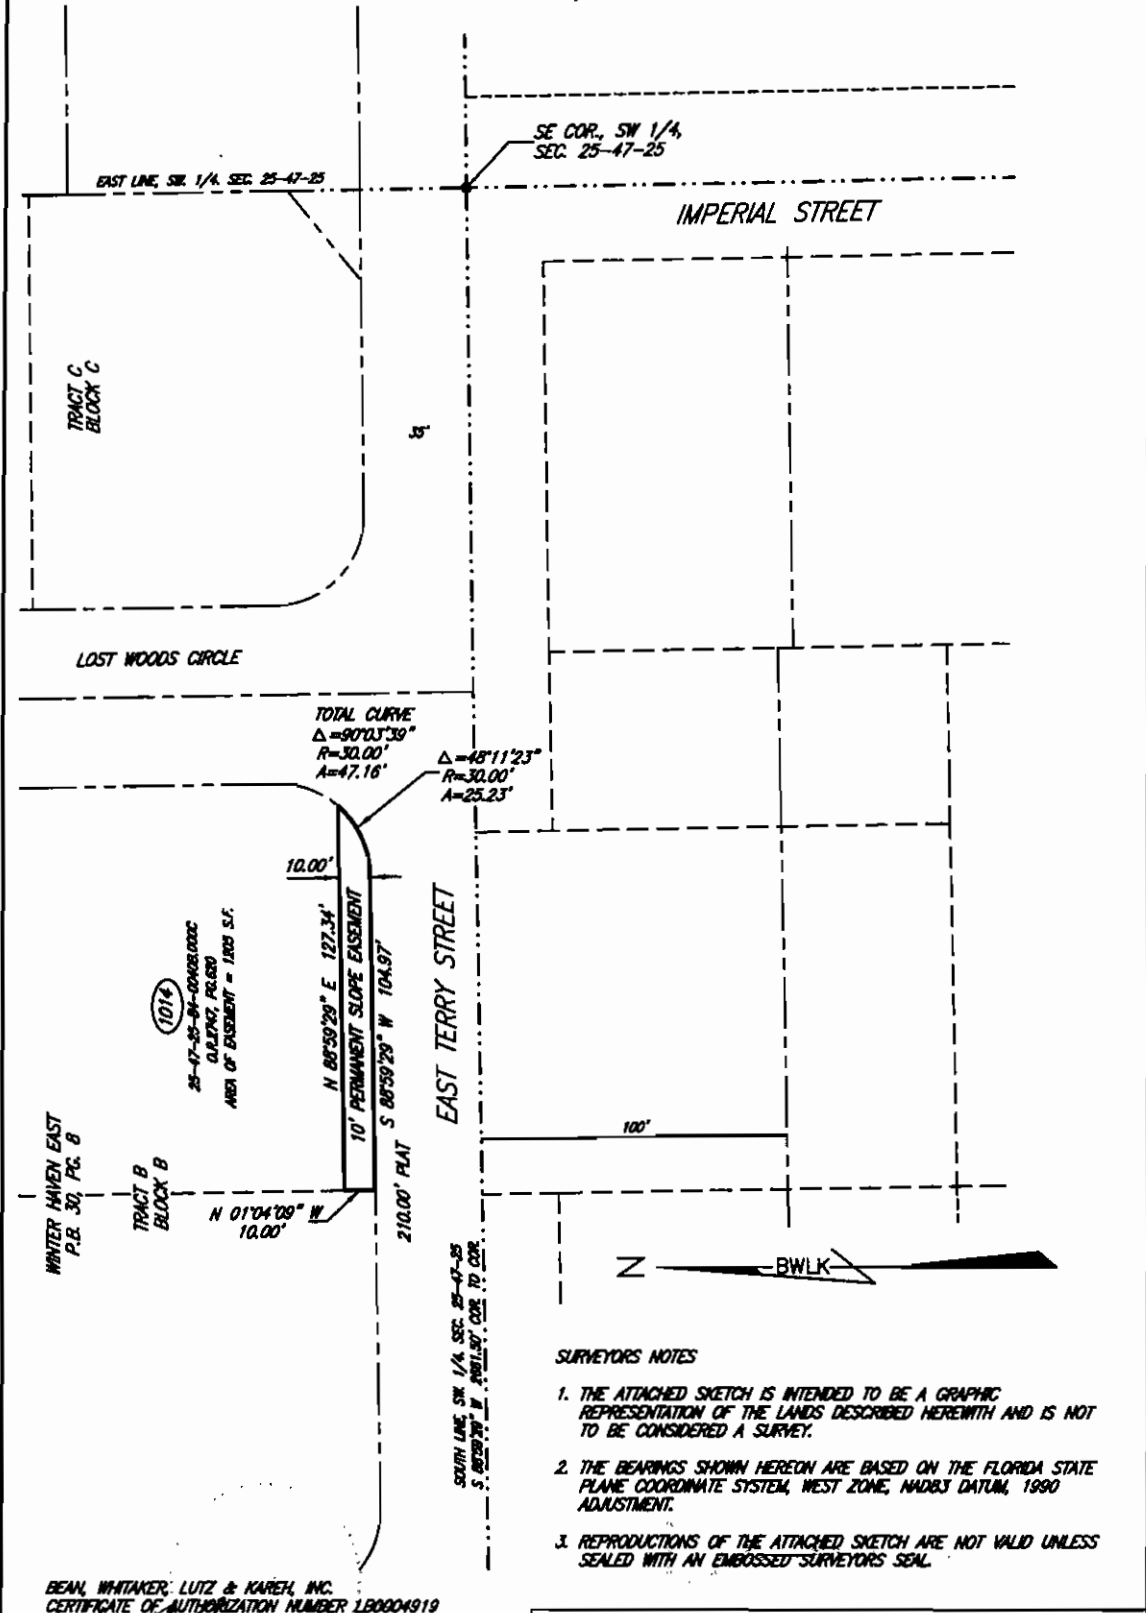 SE COR., SW 1/4,
SEC. 25-47-25
EAST LINE, SW. 1/4. SEC. 25-47-25
IMPERIAL STREET
TRACT C
BLOCK C
33'
LOST WOODS CIRCLE
TOTAL CURVE
Δ=90°03'39"
R=30.00'
A=47.16'
Δ=48°11'23"
R=30.00'
A=25.23'
10.00'
N 88°59'29" E 127.34'
10' PERMANENT SLOPE EASEMENT
S 88°59'29" W 104.97'
EAST TERRY STREET
1014
AREA OF EASEMENT = 1205 S.F.
WINTER HAVEN EAST
P.B. 30, PG. 8
TRACT B
BLOCK B
N 01°04'09" W
10.00'
210.00' PLAT
100'
SOUTH LINE, SW. 1/4. SEC. 25-47-25
S 88°59'29" W 2681.50' COR. TO COR.
N
BWLK
SURVEYORS NOTES
1. THE ATTACHED SKETCH IS INTENDED TO BE A GRAPHIC
REPRESENTATION OF THE LANDS DESCRIBED HEREWITH AND IS NOT
TO BE CONSIDERED A SURVEY.
2. THE BEARINGS SHOWN HEREON ARE BASED ON THE FLORIDA STATE
PLANE COORDINATE SYSTEM, WEST ZONE, NAD83 DATUM, 1990
ADJUSTMENT.
3. REPRODUCTIONS OF THE ATTACHED SKETCH ARE NOT VALID UNLESS
SEALED WITH AN EMBOSSED SURVEYORS SEAL.
BEAN, WHITAKER, LUTZ & KAREH, INC.
CERTIFICATE OF AUTHORIZATION NUMBER LB0004919